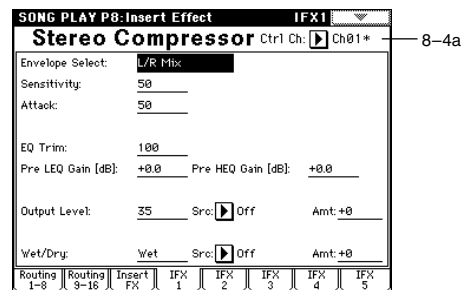 SONG PLAY P8:Insert Effect IFX1
Stereo Compressor Ctrl Ch: Ch01*
8–4a
Envelope Select: L/R Mix
Sensitivity: 50
Attack: 50
EQ Trim: 100
Pre LEQ Gain [dB]: +0.0 Pre HEQ Gain [dB]: +0.0
Output Level: 35 Src: Off Amt: +0
Wet/Dry: Wet Src: Off Amt: +0
Routing 1-8 Routing 9-16 Insert FX IFX 1 IFX 2 IFX 3 IFX 4 IFX 5